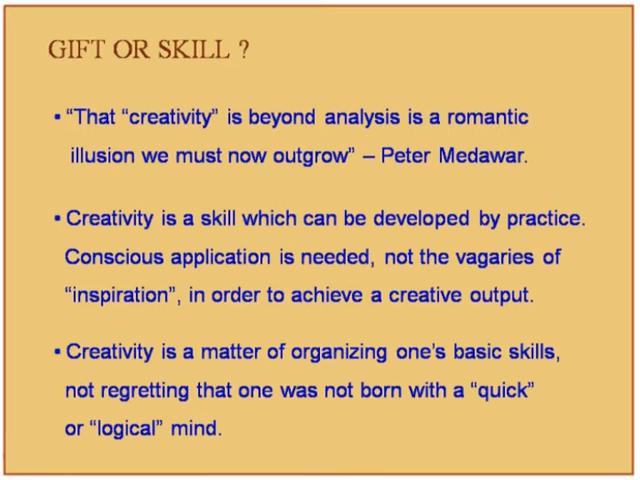 GIFT OR SKILL ?
▪ “That “creativity” is beyond analysis is a romantic
illusion we must now outgrow” – Peter Medawar.
▪ Creativity is a skill which can be developed by practice.
Conscious application is needed, not the vagaries of
“inspiration”, in order to achieve a creative output.
▪ Creativity is a matter of organizing one’s basic skills,
not regretting that one was not born with a “quick”
or “logical” mind.